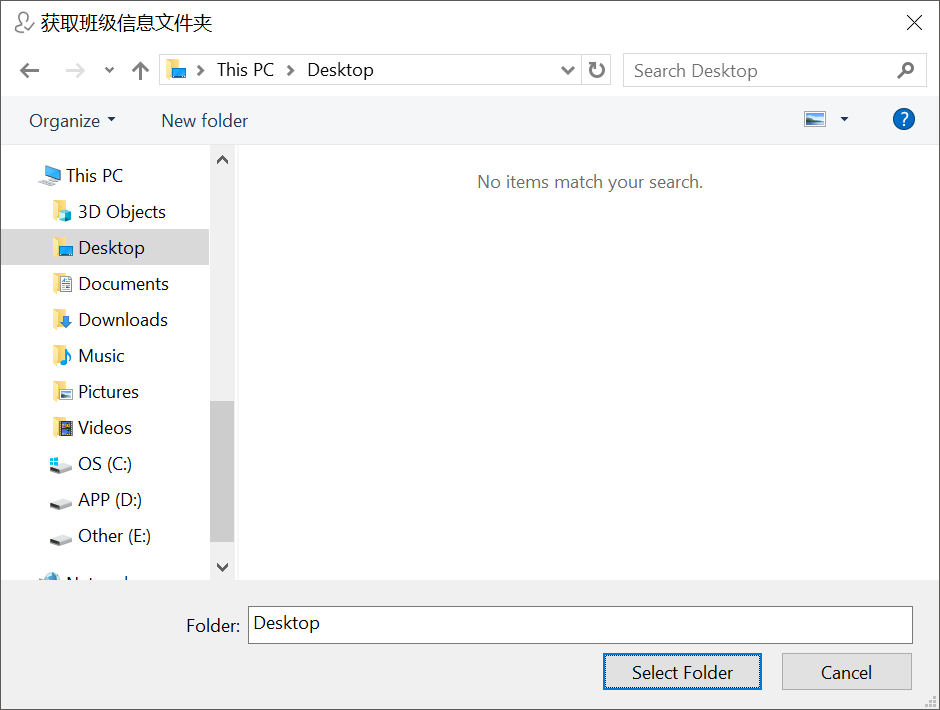 获取班级信息文件夹
This PC
Desktop
Search Desktop
Organize
New folder
?
This PC
3D Objects
Desktop
Documents
Downloads
Music
Pictures
Videos
OS (C:)
APP (D:)
Other (E:)
No items match your search.
Folder:
Desktop
Select Folder
Cancel